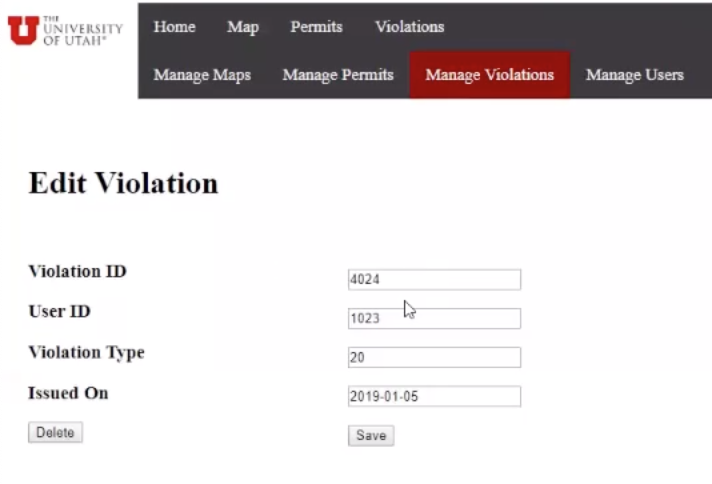 THE
UNIVERSITY
OF UTAH®
Home Map Permits Violations
Manage Maps Manage Permits Manage Violations Manage Users
Edit Violation
Violation ID 4024
User ID 1023
Violation Type 20
Issued On 2019-01-05
Delete Save